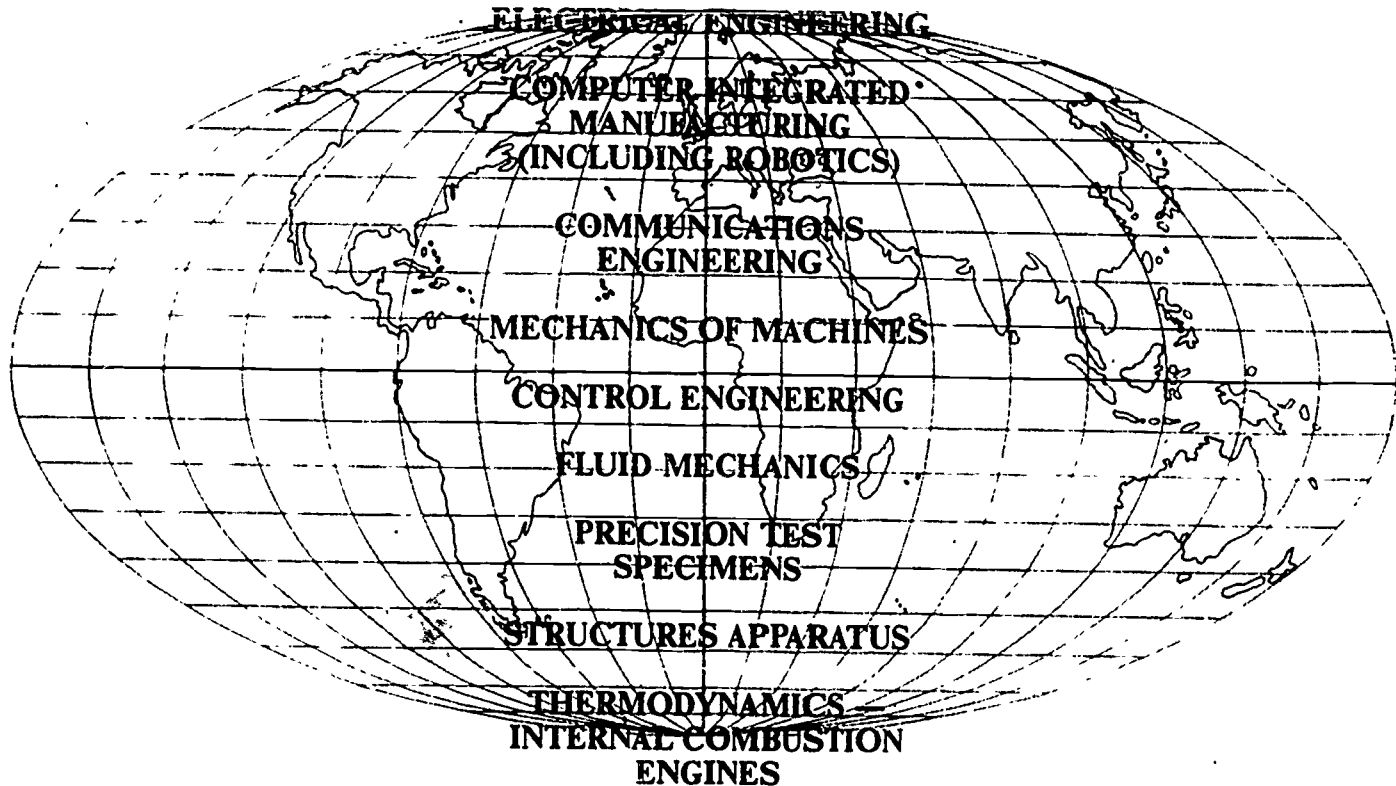 ELECTRICAL ENGINEERING
COMPUTER INTEGRATED
MANUFACTURING
(INCLUDING ROBOTICS)
COMMUNICATIONS
ENGINEERING
MECHANICS OF MACHINES
CONTROL ENGINEERING
FLUID MECHANICS
PRECISION TEST
SPECIMENS
STRUCTURES APPARATUS
THERMODYNAMICS —
INTERNAL COMBUSTION
ENGINES